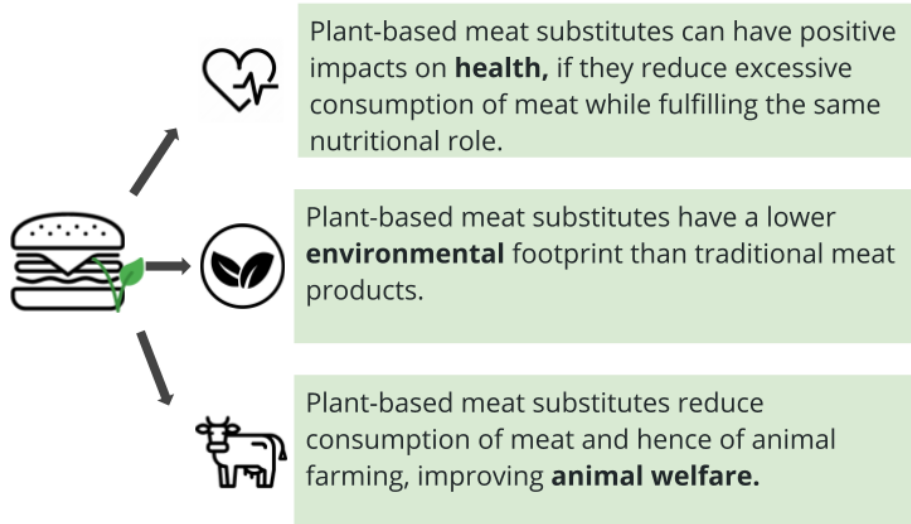 Plant-based meat substitutes can have positive
impacts on health, if they reduce excessive
consumption of meat while fulfilling the same
nutritional role.
Plant-based meat substitutes have a lower
environmental footprint than traditional meat
products.
Plant-based meat substitutes reduce
consumption of meat and hence of animal
farming, improving animal welfare.